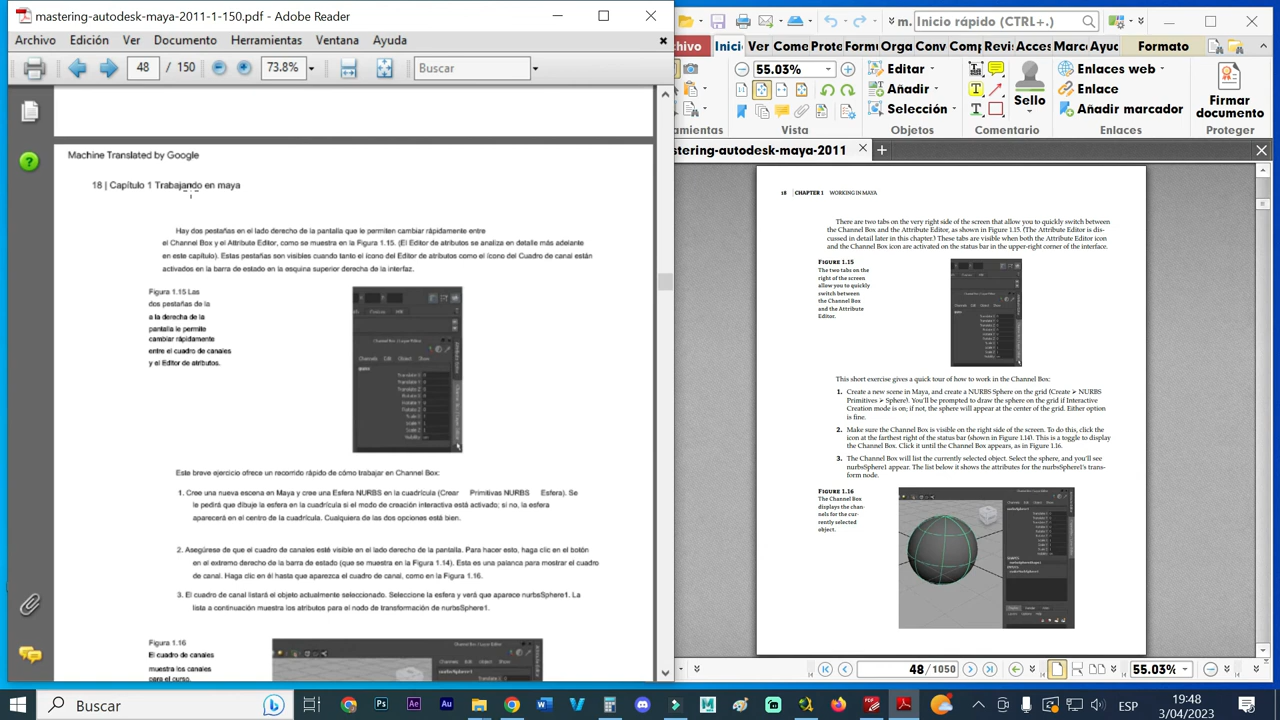 mastering-autodesk-maya-2011-1-150.pdf - Adobe Reader
Edición Ver Documento Herramientas Ventana Ayuda
48 / 150 73.8% Buscar
Machine Translated by Google
18 | Capítulo 1 Trabajando en maya
Hay dos pestañas en el lado derecho de la pantalla que le permiten cambiar rápidamente entre
el Channel Box y el Attribute Editor, como se muestra en la Figura 1.15. (El Editor de atributos se analiza en detalle más adelante
en este capítulo). Estas pestañas son visibles cuando tanto el ícono del Editor de atributos como el ícono del Cuadro de canal están
activados en la barra de estado en la esquina superior derecha de la interfaz.
Figura 1.15 Las
dos pestañas de la
a la derecha de la
pantalla le permite
cambiar rápidamente
entre el cuadro de canales
y el Editor de atributos.
Este breve ejercicio ofrece un recorrido rápido de cómo trabajar en Channel Box:
1. Cree una nueva escena en Maya y cree una Esfera NURBS en la cuadrícula (Crear Primitivas NURBS Esfera). Se
le pedirá que dibuje la esfera en la cuadrícula si el modo de creación interactiva está activado; si no, la esfera
aparecerá en el centro de la cuadrícula. Cualquiera de las dos opciones está bien.
2. Asegúrese de que el cuadro de canales esté visible en el lado derecho de la pantalla. Para hacer esto, haga clic en el botón
en el extremo derecho de la barra de estado (que se muestra en la Figura 1.14). Esta es una palanca para mostrar el cuadro
de canal. Haga clic en él hasta que aparezca el cuadro de canal, como en la Figura 1.16.
3. El cuadro de canal listará el objeto actualmente seleccionado. Seleccione la esfera y verá que aparece nurbsSphere1. La
lista a continuación muestra los atributos para el nodo de transformación de nurbsSphere1.
Figura 1.16
El cuadro de canales
muestra los canales
para el curso.
m. Inicio rápido (CTRL+.)
chivo Inici Ver Come Prote Formu Orga Conv Comp Revis Acces Marca Ayuc Formato
55.03% Editar Enlaces web
Añadir Enlace
Selección Sello Añadir marcador Firmar documento
amientas Vista Objetos Comentario Enlaces Proteger
stering-autodesk-maya-2011
18 CHAPTER 1 WORKING IN MAYA
There are two tabs on the very right side of the screen that allow you to quickly switch between
the Channel Box and the Attribute Editor, as shown in Figure 1.15. (The Attribute Editor is dis-
cussed in detail later in this chapter.) These tabs are visible when both the Attribute Editor icon
and the Channel Box icon are activated on the status bar in the upper-right corner of the interface.
FIGURE 1.15
The two tabs on the
right of the screen
allow you to quickly
switch between
the Channel Box
and the Attribute
Editor.
This short exercise gives a quick tour of how to work in the Channel Box:
1. Create a new scene in Maya, and create a NURBS Sphere on the grid (Create ➢ NURBS
Primitives ➢ Sphere). You'll be prompted to draw the sphere on the grid if Interactive
Creation mode is on; if not, the sphere will appear at the center of the grid. Either option
is fine.
2. Make sure the Channel Box is visible on the right side of the screen. To do this, click the
icon at the farthest right of the status bar (shown in Figure 1.14). This is a toggle to display
the Channel Box. Click it until the Channel Box appears, as in Figure 1.16.
3. The Channel Box will list the currently selected object. Select the sphere, and you'll see
nurbsSphere1 appear. The list below it shows the attributes for the nurbsSphere1's trans-
form node.
FIGURE 1.16
The Channel Box
displays the chan-
nels for the cur-
rently selected
object.
48 / 1050 55.03%
Buscar
ESP
19:48
3/04/2023